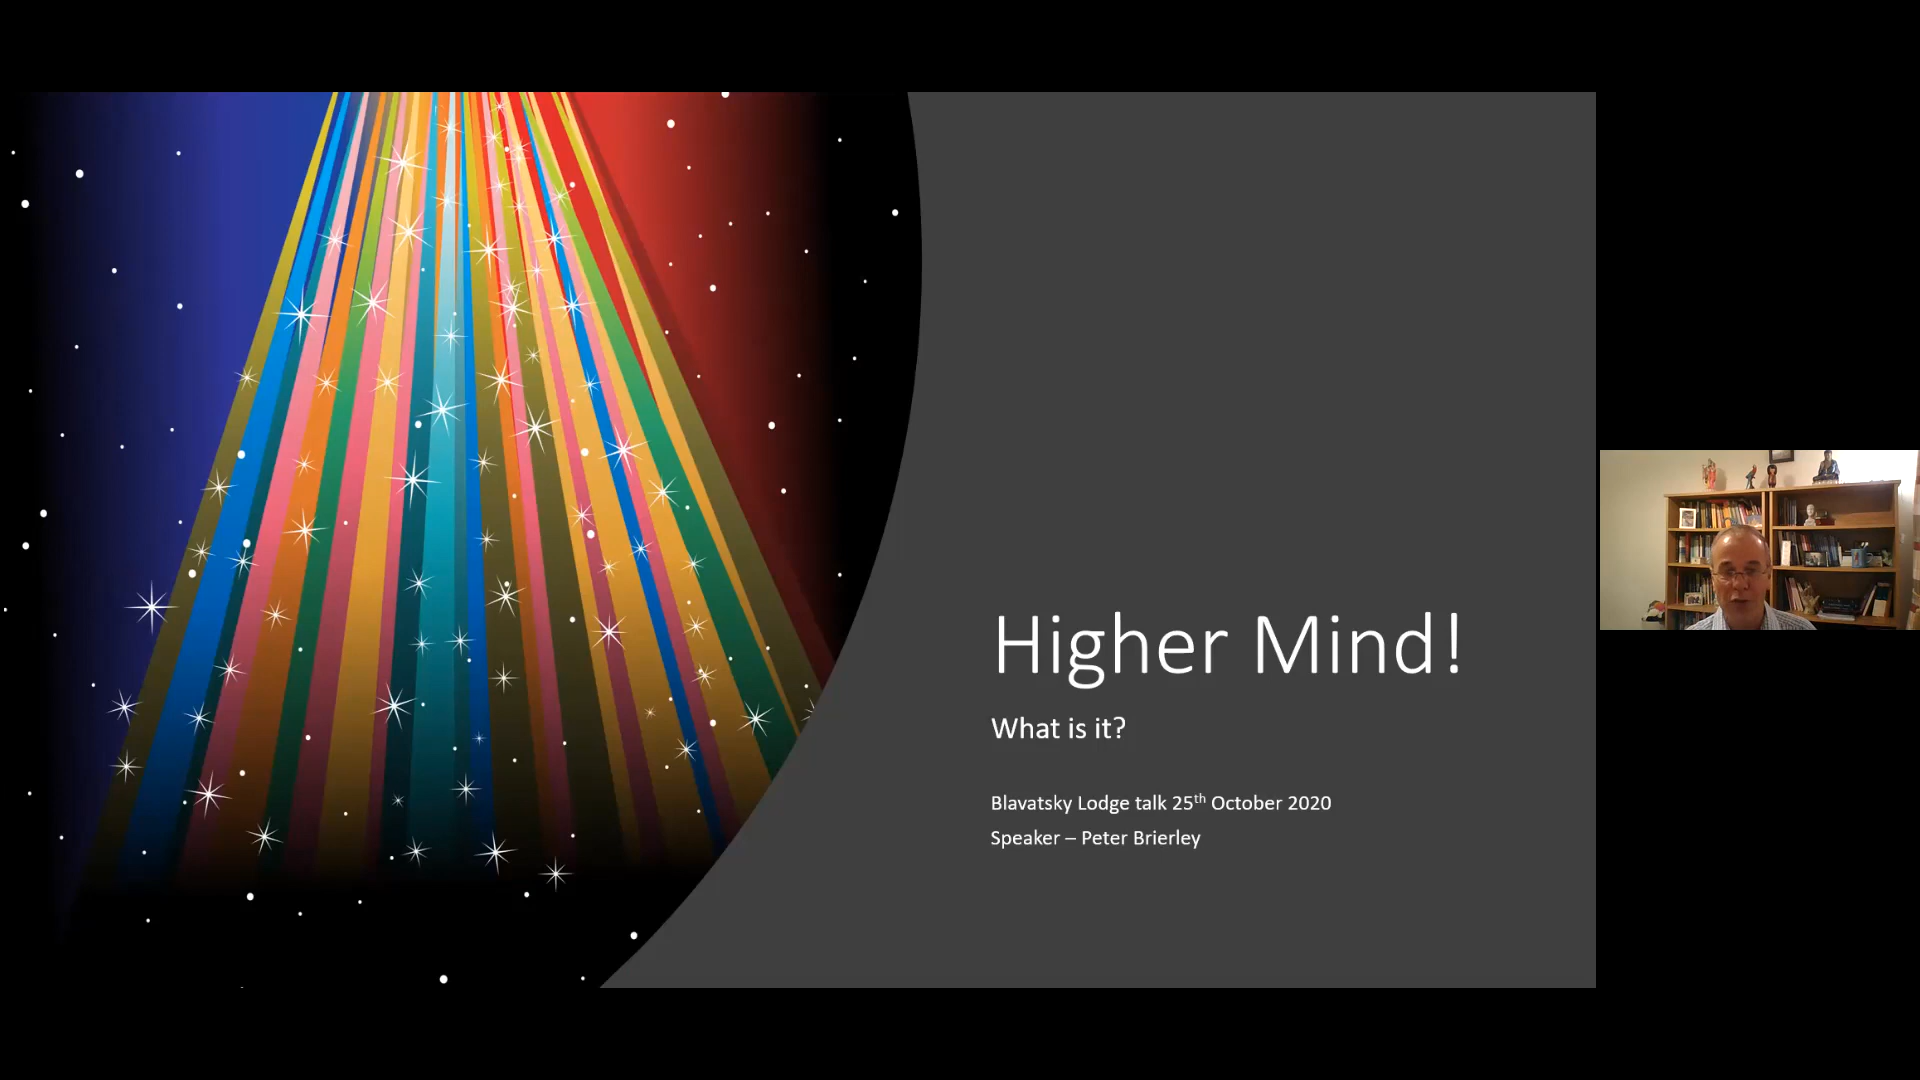 Higher Mind!
What is it?
Blavatsky Lodge talk 25th October 2020
Speaker – Peter Brierley